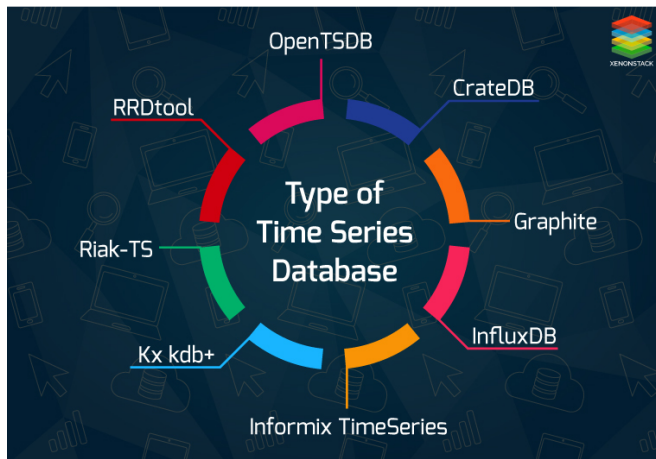 OpenTSDB
CrateDB
XENONSTACK
RRDtool
Type of
Time Series
Database
Graphite
Riak-TS
InfluxDB
Kx kdb+
Informix TimeSeries